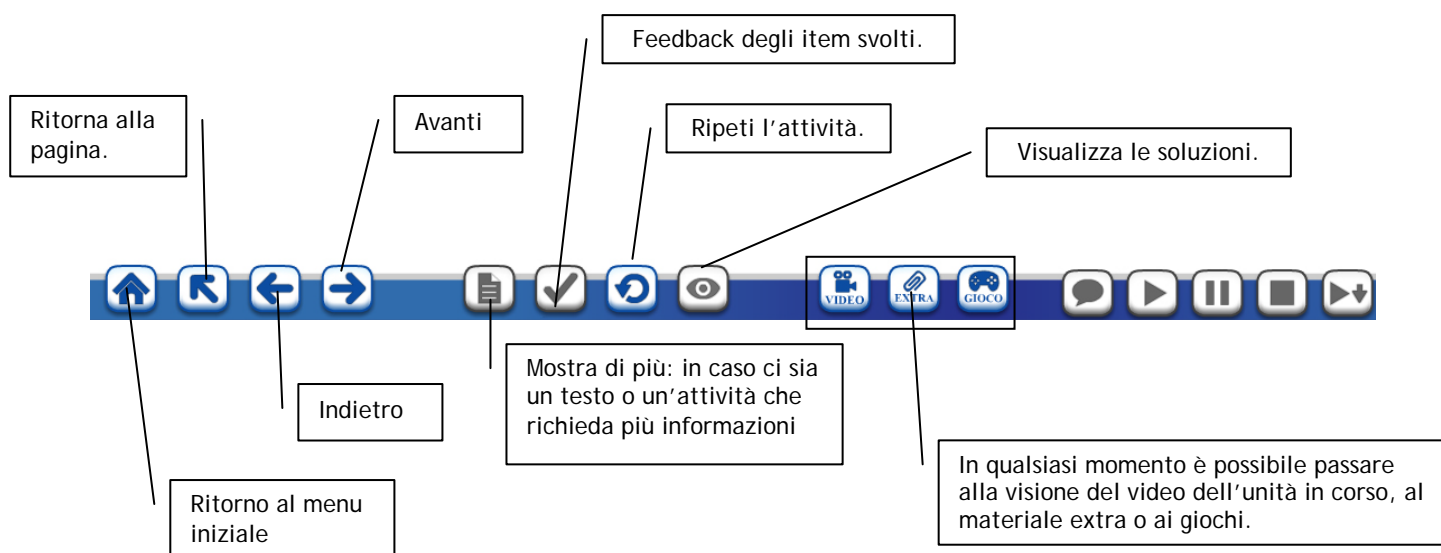 Feedback degli item svolti.
Ritorna alla
pagina.
Avanti
Ripeti l'attività.
Visualizza le soluzioni.
VIDEO
EXTRA
GIOCO
Indietro
Mostra di più: in caso ci sia
un testo o un'attività che
richieda più informazioni
Ritorno al menu
iniziale
In qualsiasi momento è possibile passare
alla visione del video dell'unità in corso, al
materiale extra o ai giochi.